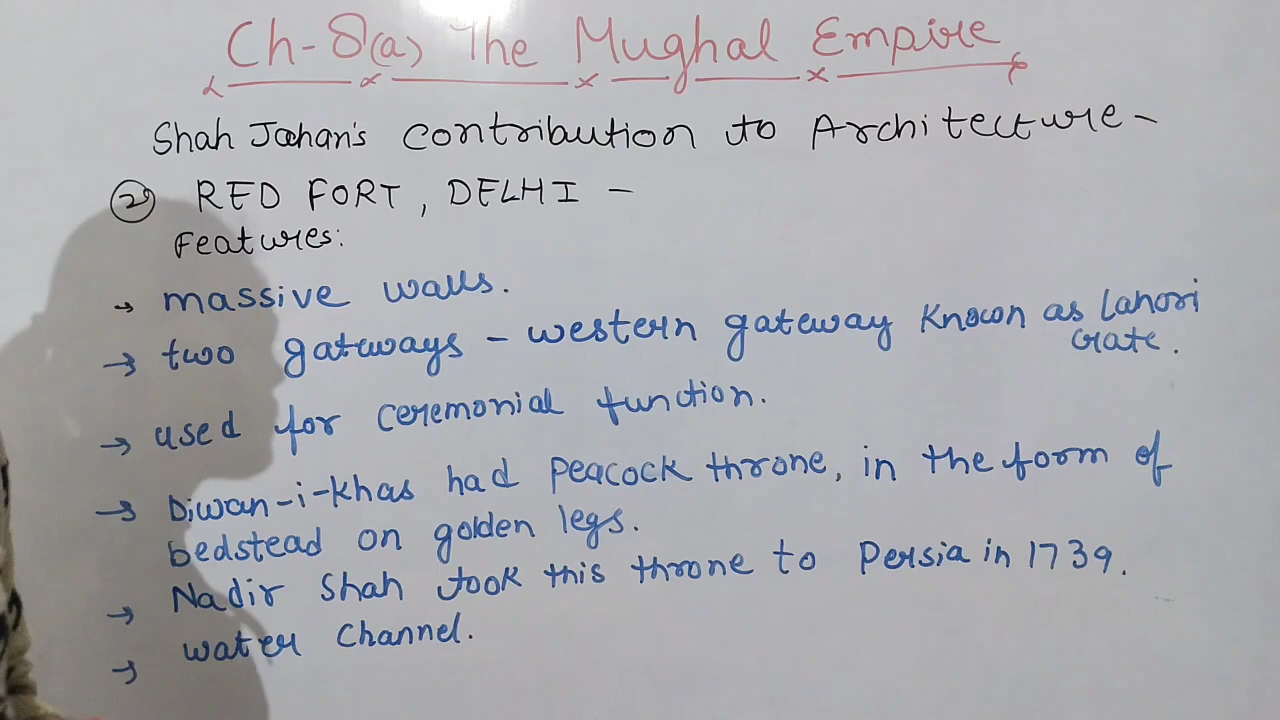 Ch-8(a) The Mughal Empire
Shah Jahan's Contribution to Architecture -
② RED FORT, DELHI -
Features:
→ massive walls.
→ two gateways - western gateway known as Lahori
Gate.
→ used for ceremonial function.
→ Diwan-i-Khas had Peacock throne, in the form of
bedstead on golden legs.
→ Nadir Shah took this throne to Persia in 1739.
→ water channel.